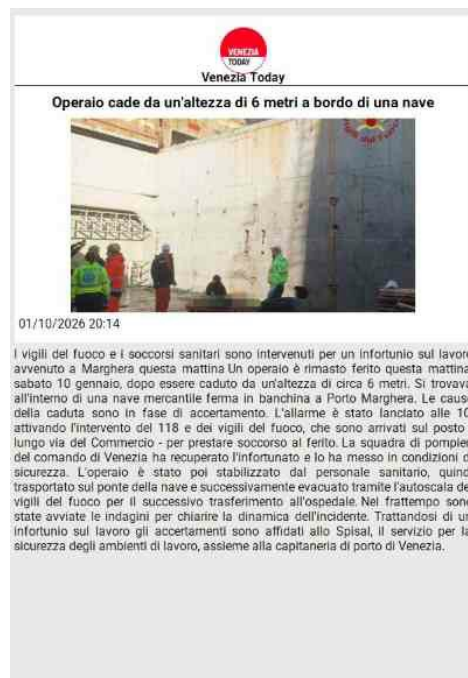 VENEZIA
TODAY
Venezia Today
Operaio cade da un'altezza di 6 metri a bordo di una nave
Vigili del Fuoco
01/10/2026 20:14
I vigili del fuoco e i soccorsi sanitari sono intervenuti per un infortunio sul lavoro
avvenuto a Marghera questa mattina Un operaio è rimasto ferito questa mattina,
sabato 10 gennaio, dopo essere caduto da un'altezza di circa 6 metri. Si trovava
all'interno di una nave mercantile ferma in banchina a Porto Marghera. Le cause
della caduta sono in fase di accertamento. L'allarme è stato lanciato alle 10
attivando l'intervento del 118 e dei vigili del fuoco, che sono arrivati sul posto -
lungo via del Commercio - per prestare soccorso al ferito. La squadra di pompieri
del comando di Venezia ha recuperato l'infortunato e lo ha messo in condizioni di
sicurezza. L'operaio è stato poi stabilizzato dal personale sanitario, quindi
trasportato sul ponte della nave e successivamente evacuato tramite l'autoscala dei
vigili del fuoco per il successivo trasferimento all'ospedale. Nel frattempo sono
state avviate le indagini per chiarire la dinamica dell'incidente. Trattandosi di un
infortunio sul lavoro gli accertamenti sono affidati allo Spisal, il servizio per la
sicurezza degli ambienti di lavoro, assieme alla capitaneria di porto di Venezia.